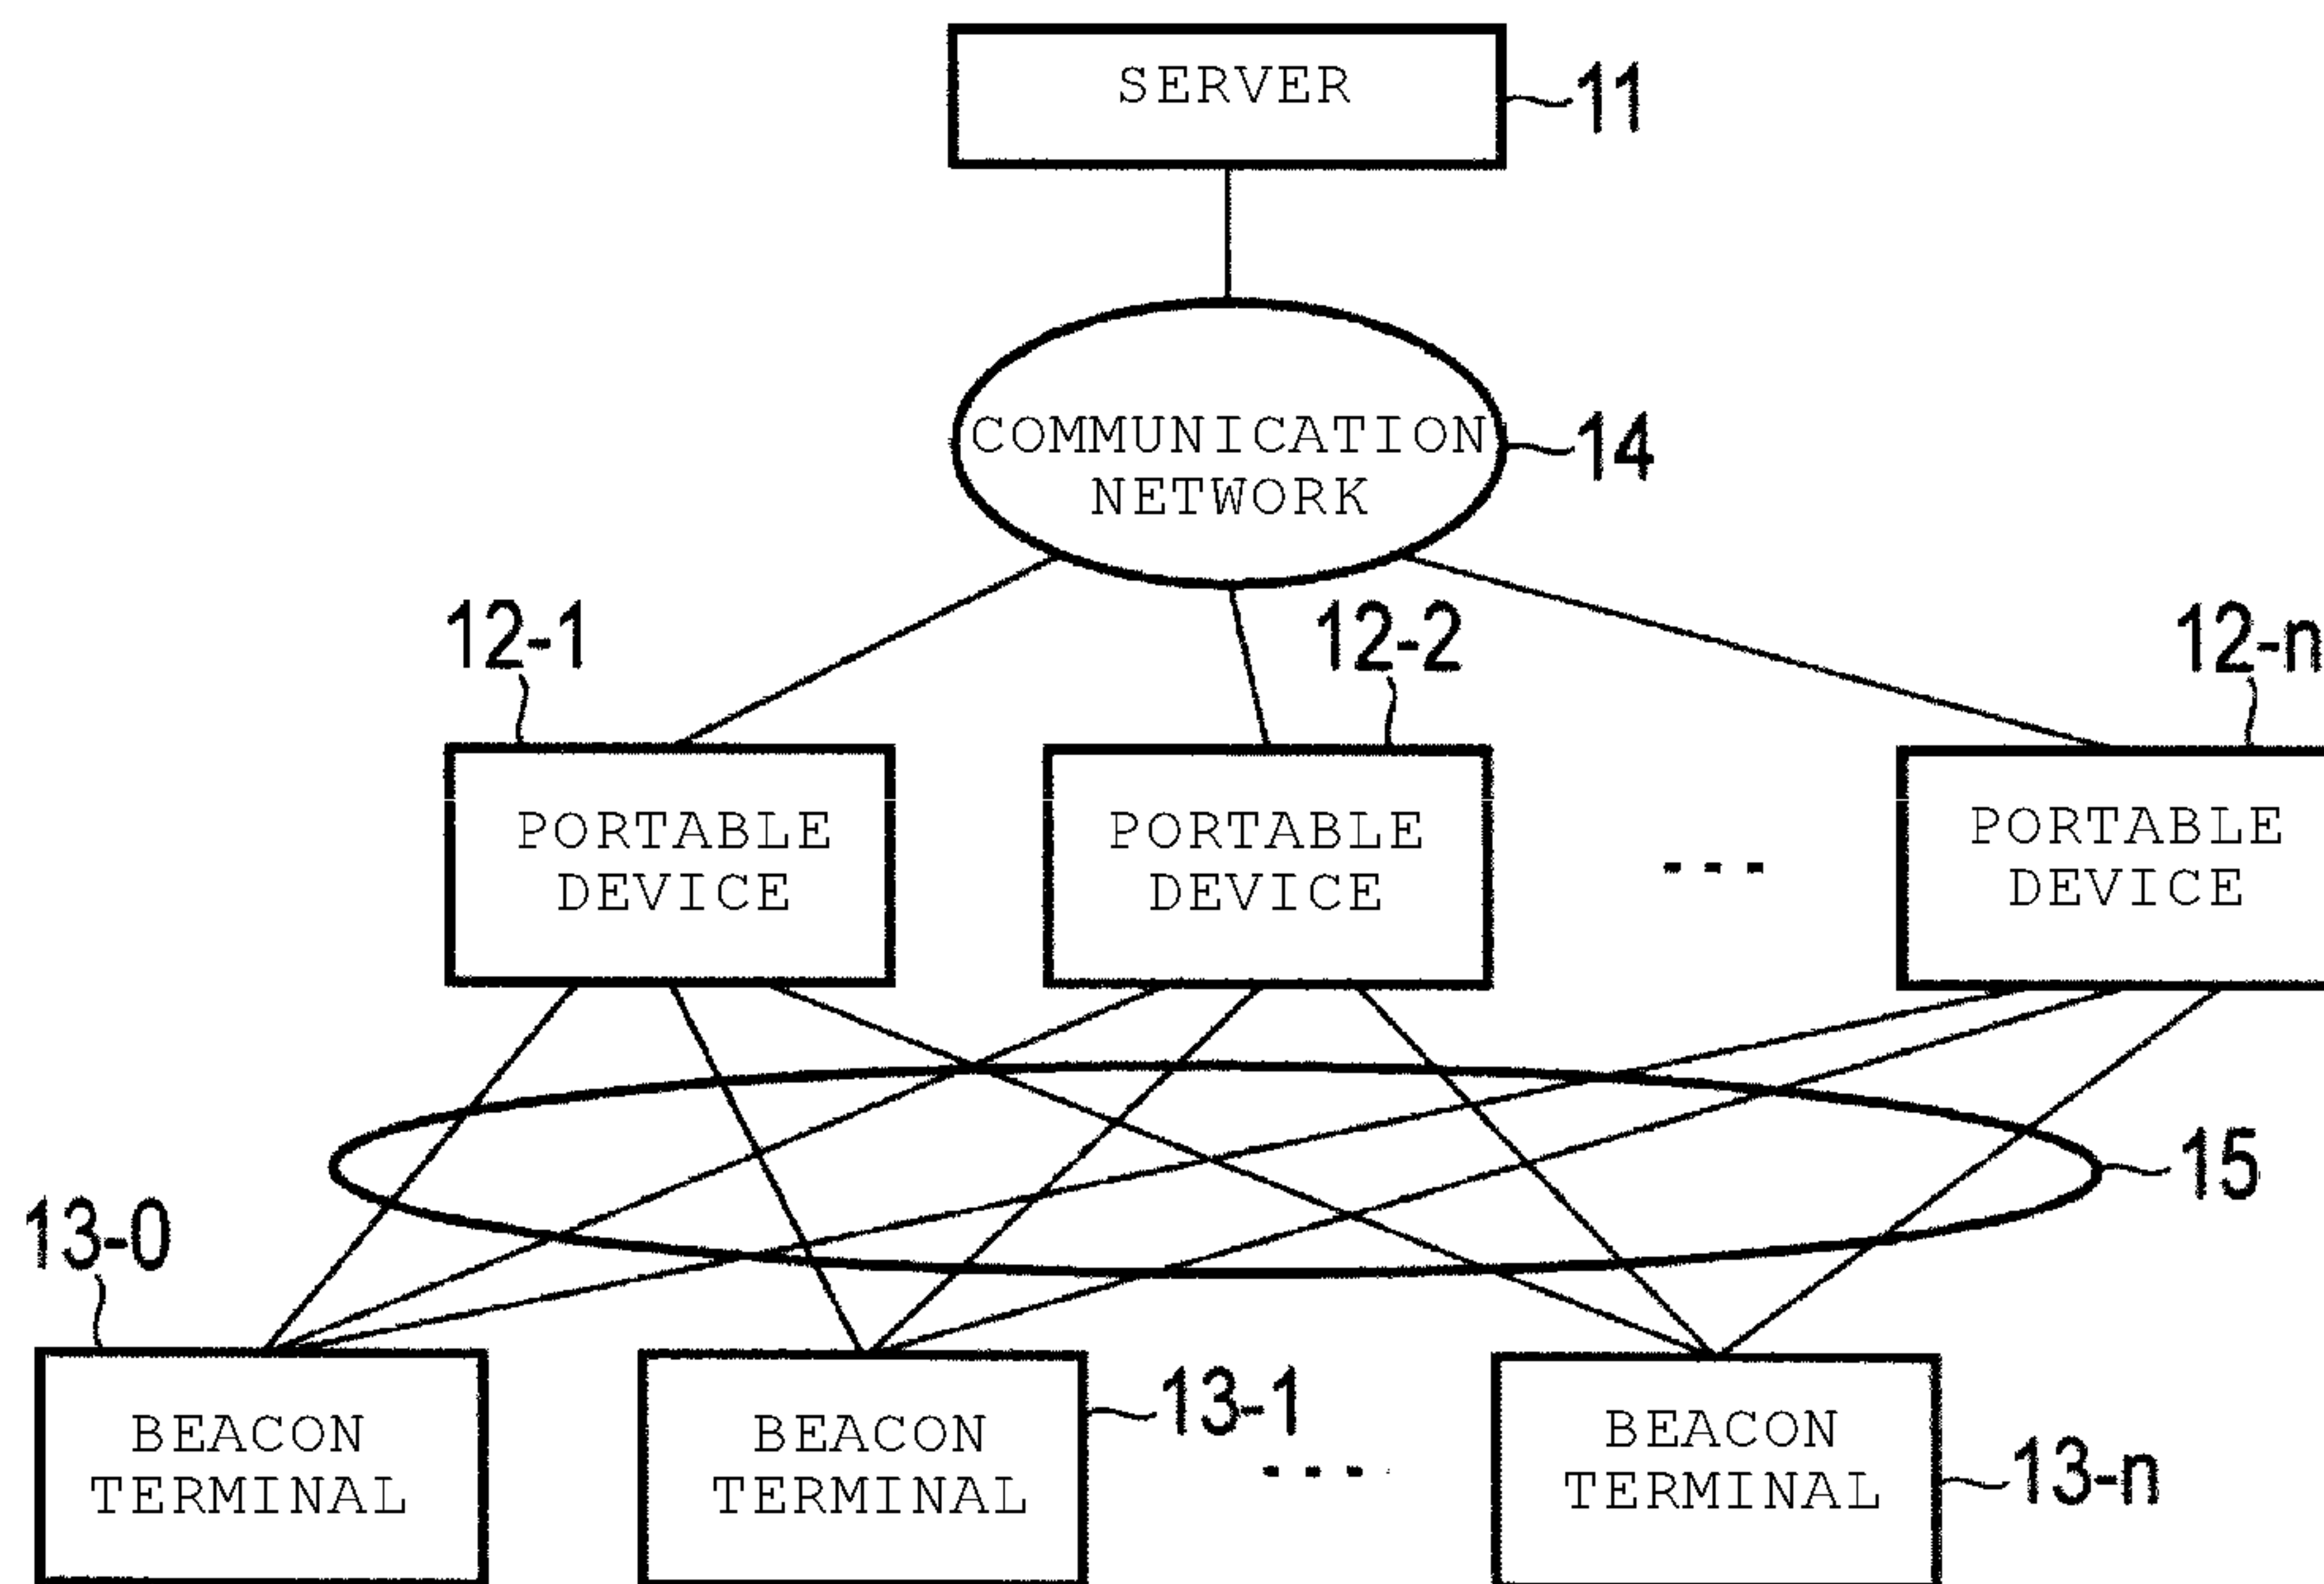 SERVER
11
COMMUNICATION
NETWORK
14
12-1
12-2
12-n
PORTABLE
DEVICE
PORTABLE
DEVICE
...
PORTABLE
DEVICE
15
13-0
BEACON
TERMINAL
BEACON
TERMINAL
13-1
...
BEACON
TERMINAL
13-n